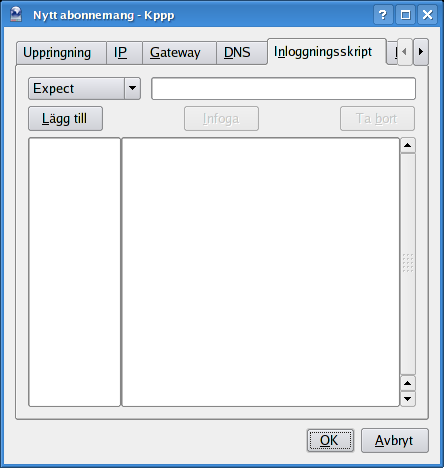 Nytt abonnemang - Kppp
Uppringning IP Gateway DNS Inloggningsskript
Expect
Lägg till Infoga Ta bort
OK Avbryt